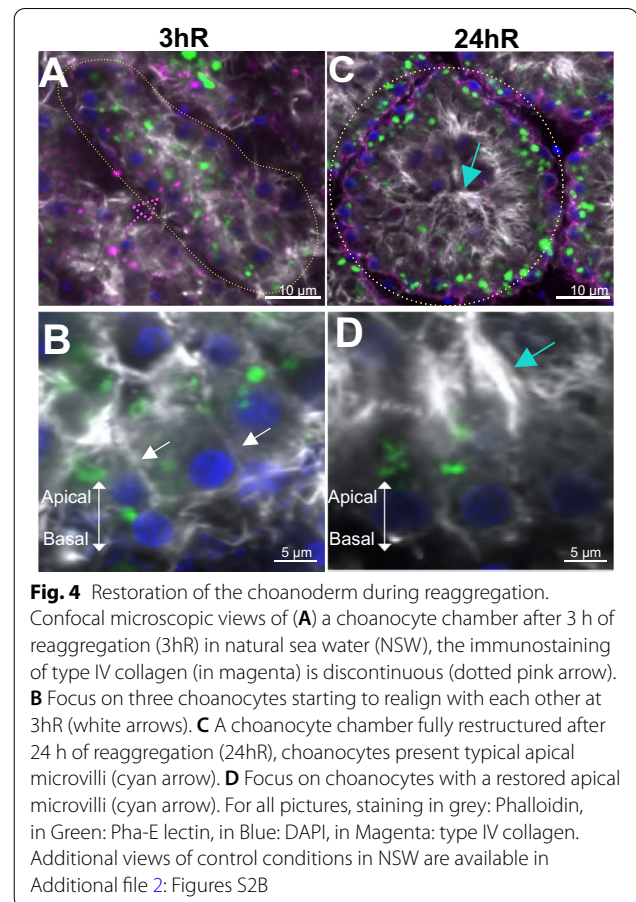 3hR
24hR
A
C
10 µm
10 µm
B
D
Apical
Basal
5 µm
Apical
Basal
5 µm
Fig. 4 Restoration of the choanoderm during reaggregation.
Confocal microscopic views of (A) a choanocyte chamber after 3 h of
reaggregation (3hR) in natural sea water (NSW), the immunostaining
of type IV collagen (in magenta) is discontinuous (dotted pink arrow).
B Focus on three choanocytes starting to realign with each other at
3hR (white arrows). C A choanocyte chamber fully restructured after
24 h of reaggregation (24hR), choanocytes present typical apical
microvilli (cyan arrow). D Focus on choanocytes with a restored apical
microvilli (cyan arrow). For all pictures, staining in grey: Phalloidin,
in Green: Pha-E lectin, in Blue: DAPI, in Magenta: type IV collagen.
Additional views of control conditions in NSW are available in
Additional file 2: Figures S2B